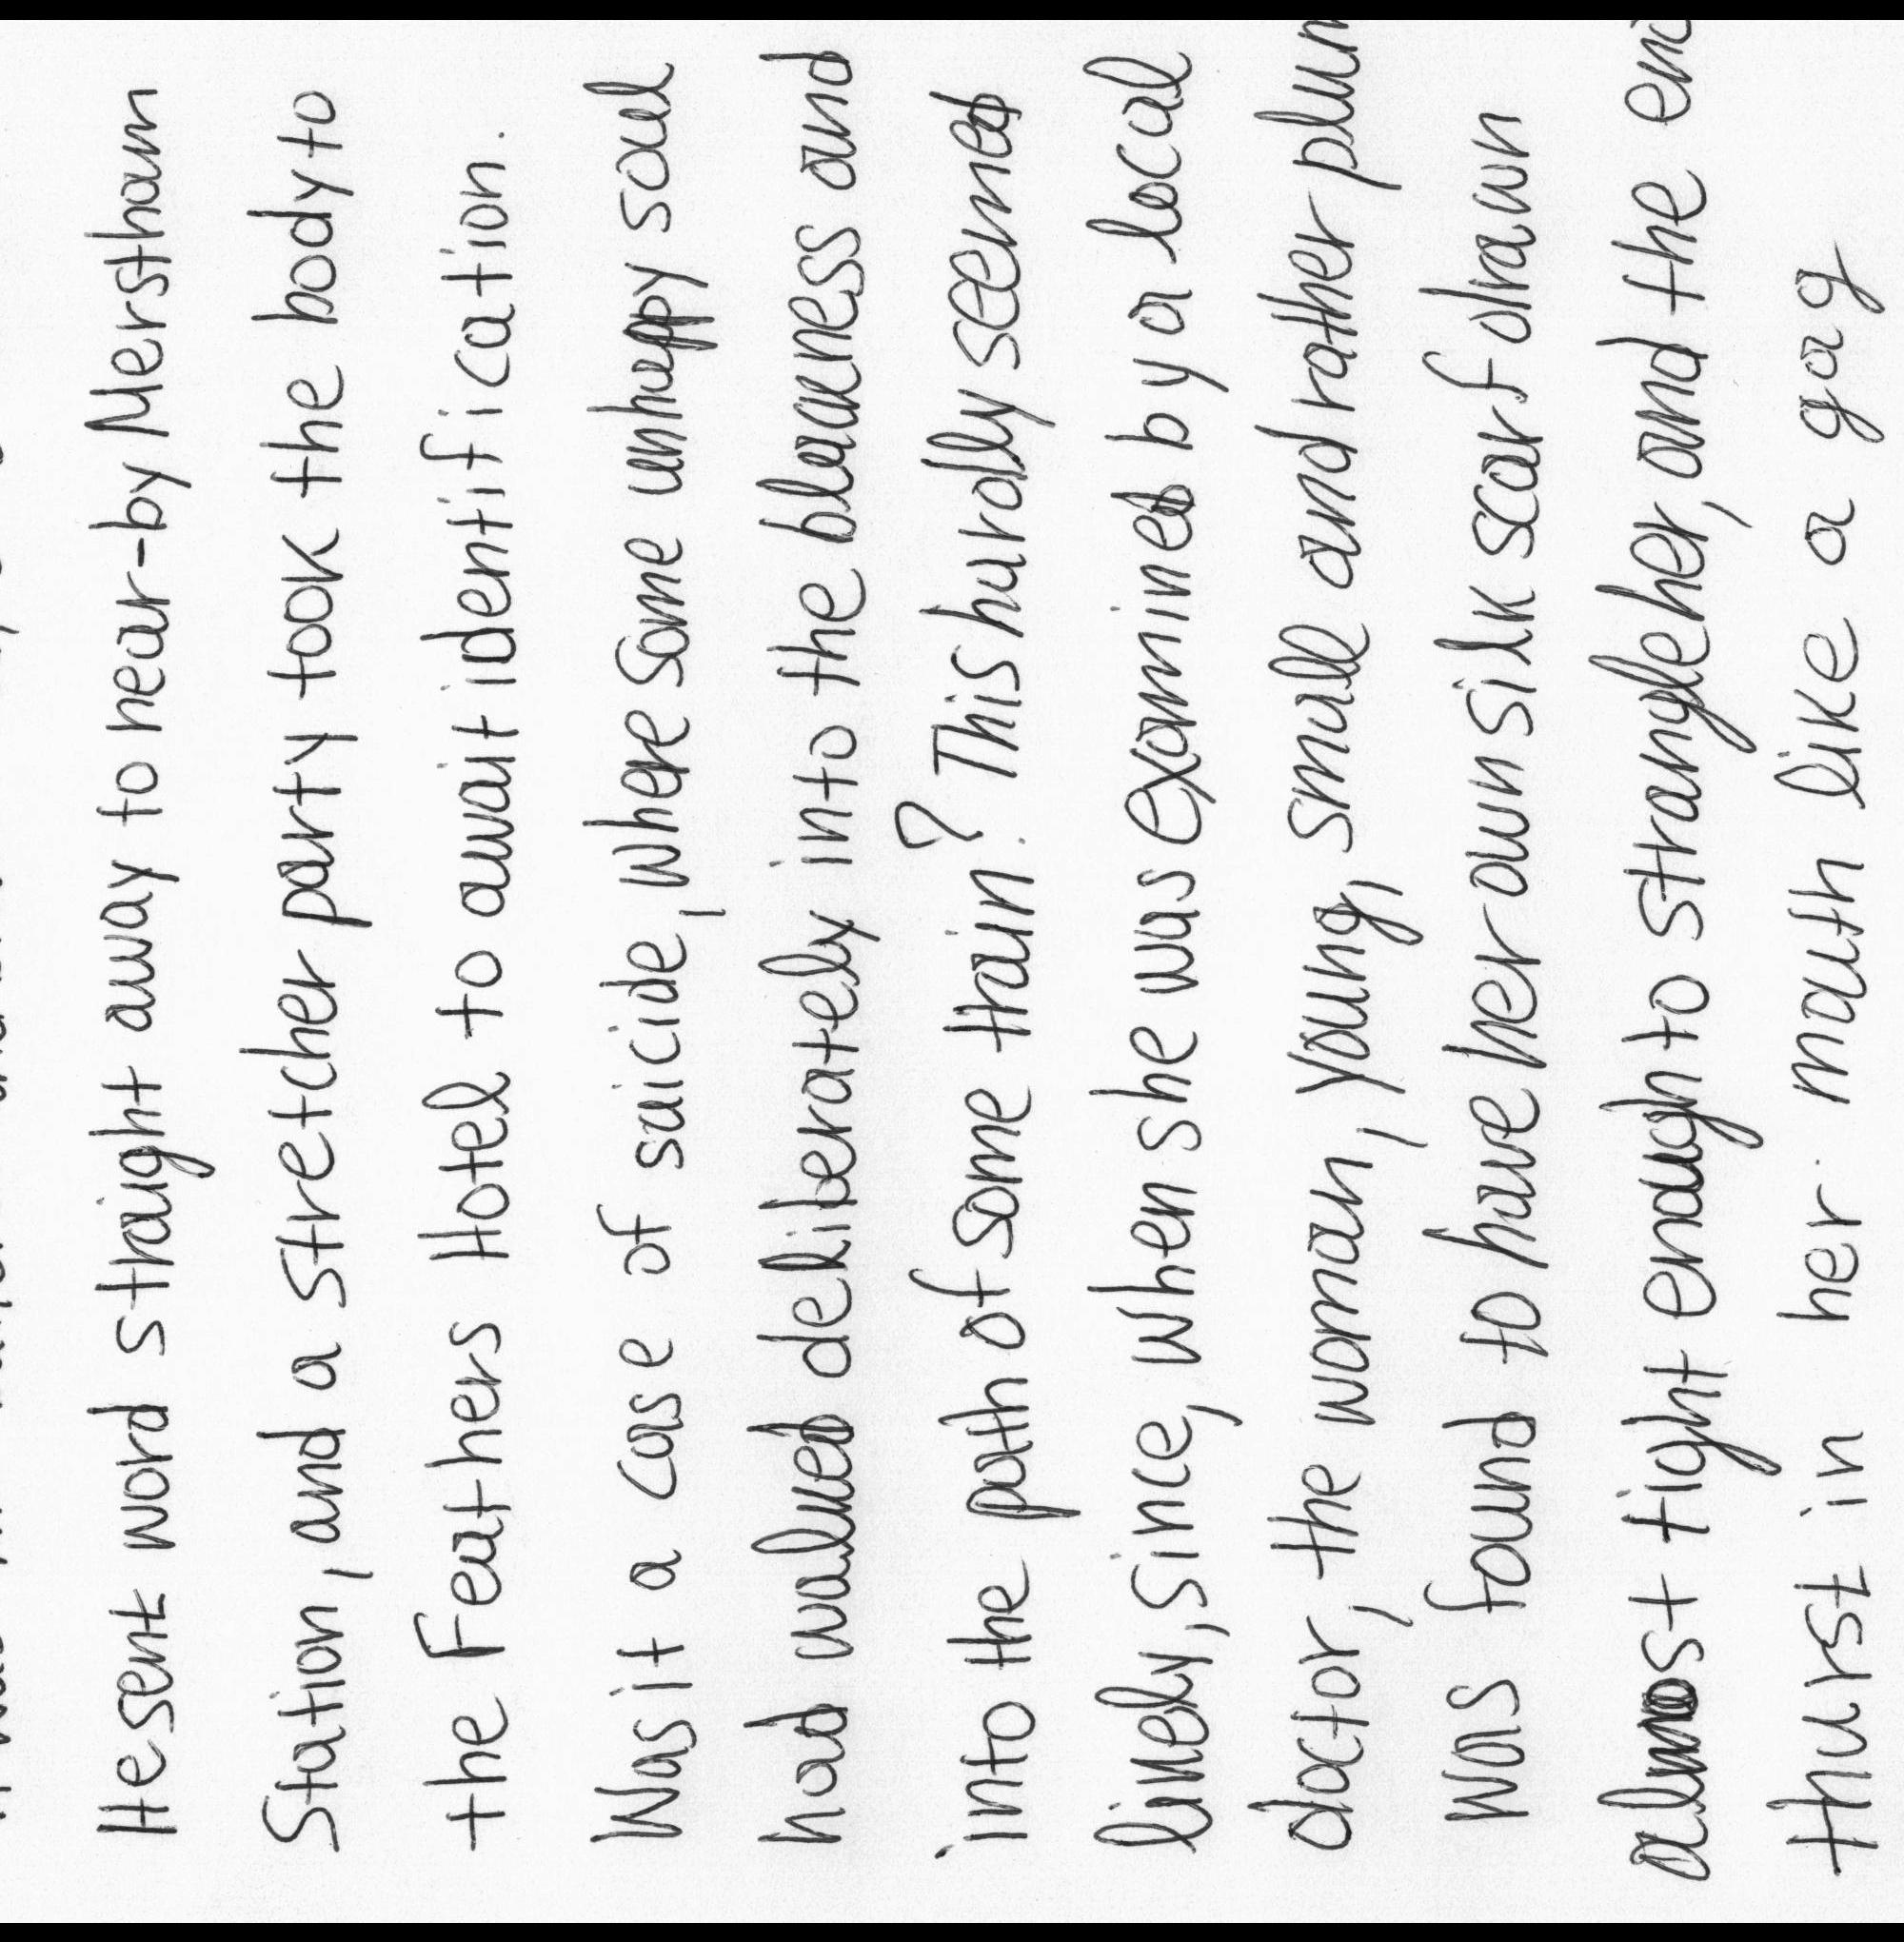 He sent word straight away to near-by Merstham
Station, and a stretcher party took the body to
the Feathers Hotel to await identification.
Was it a case of suicide, where some unhappy soul
had walked deliberately into the bleakness and
into the path of some train? This hardly seemed
likely, since, when she was examined by a local
doctor, the woman, young, small and rather plum
was found to have her own silk scarf drawn
almost tight enough to strangle her, and the end
thurst in her mouth like a gag